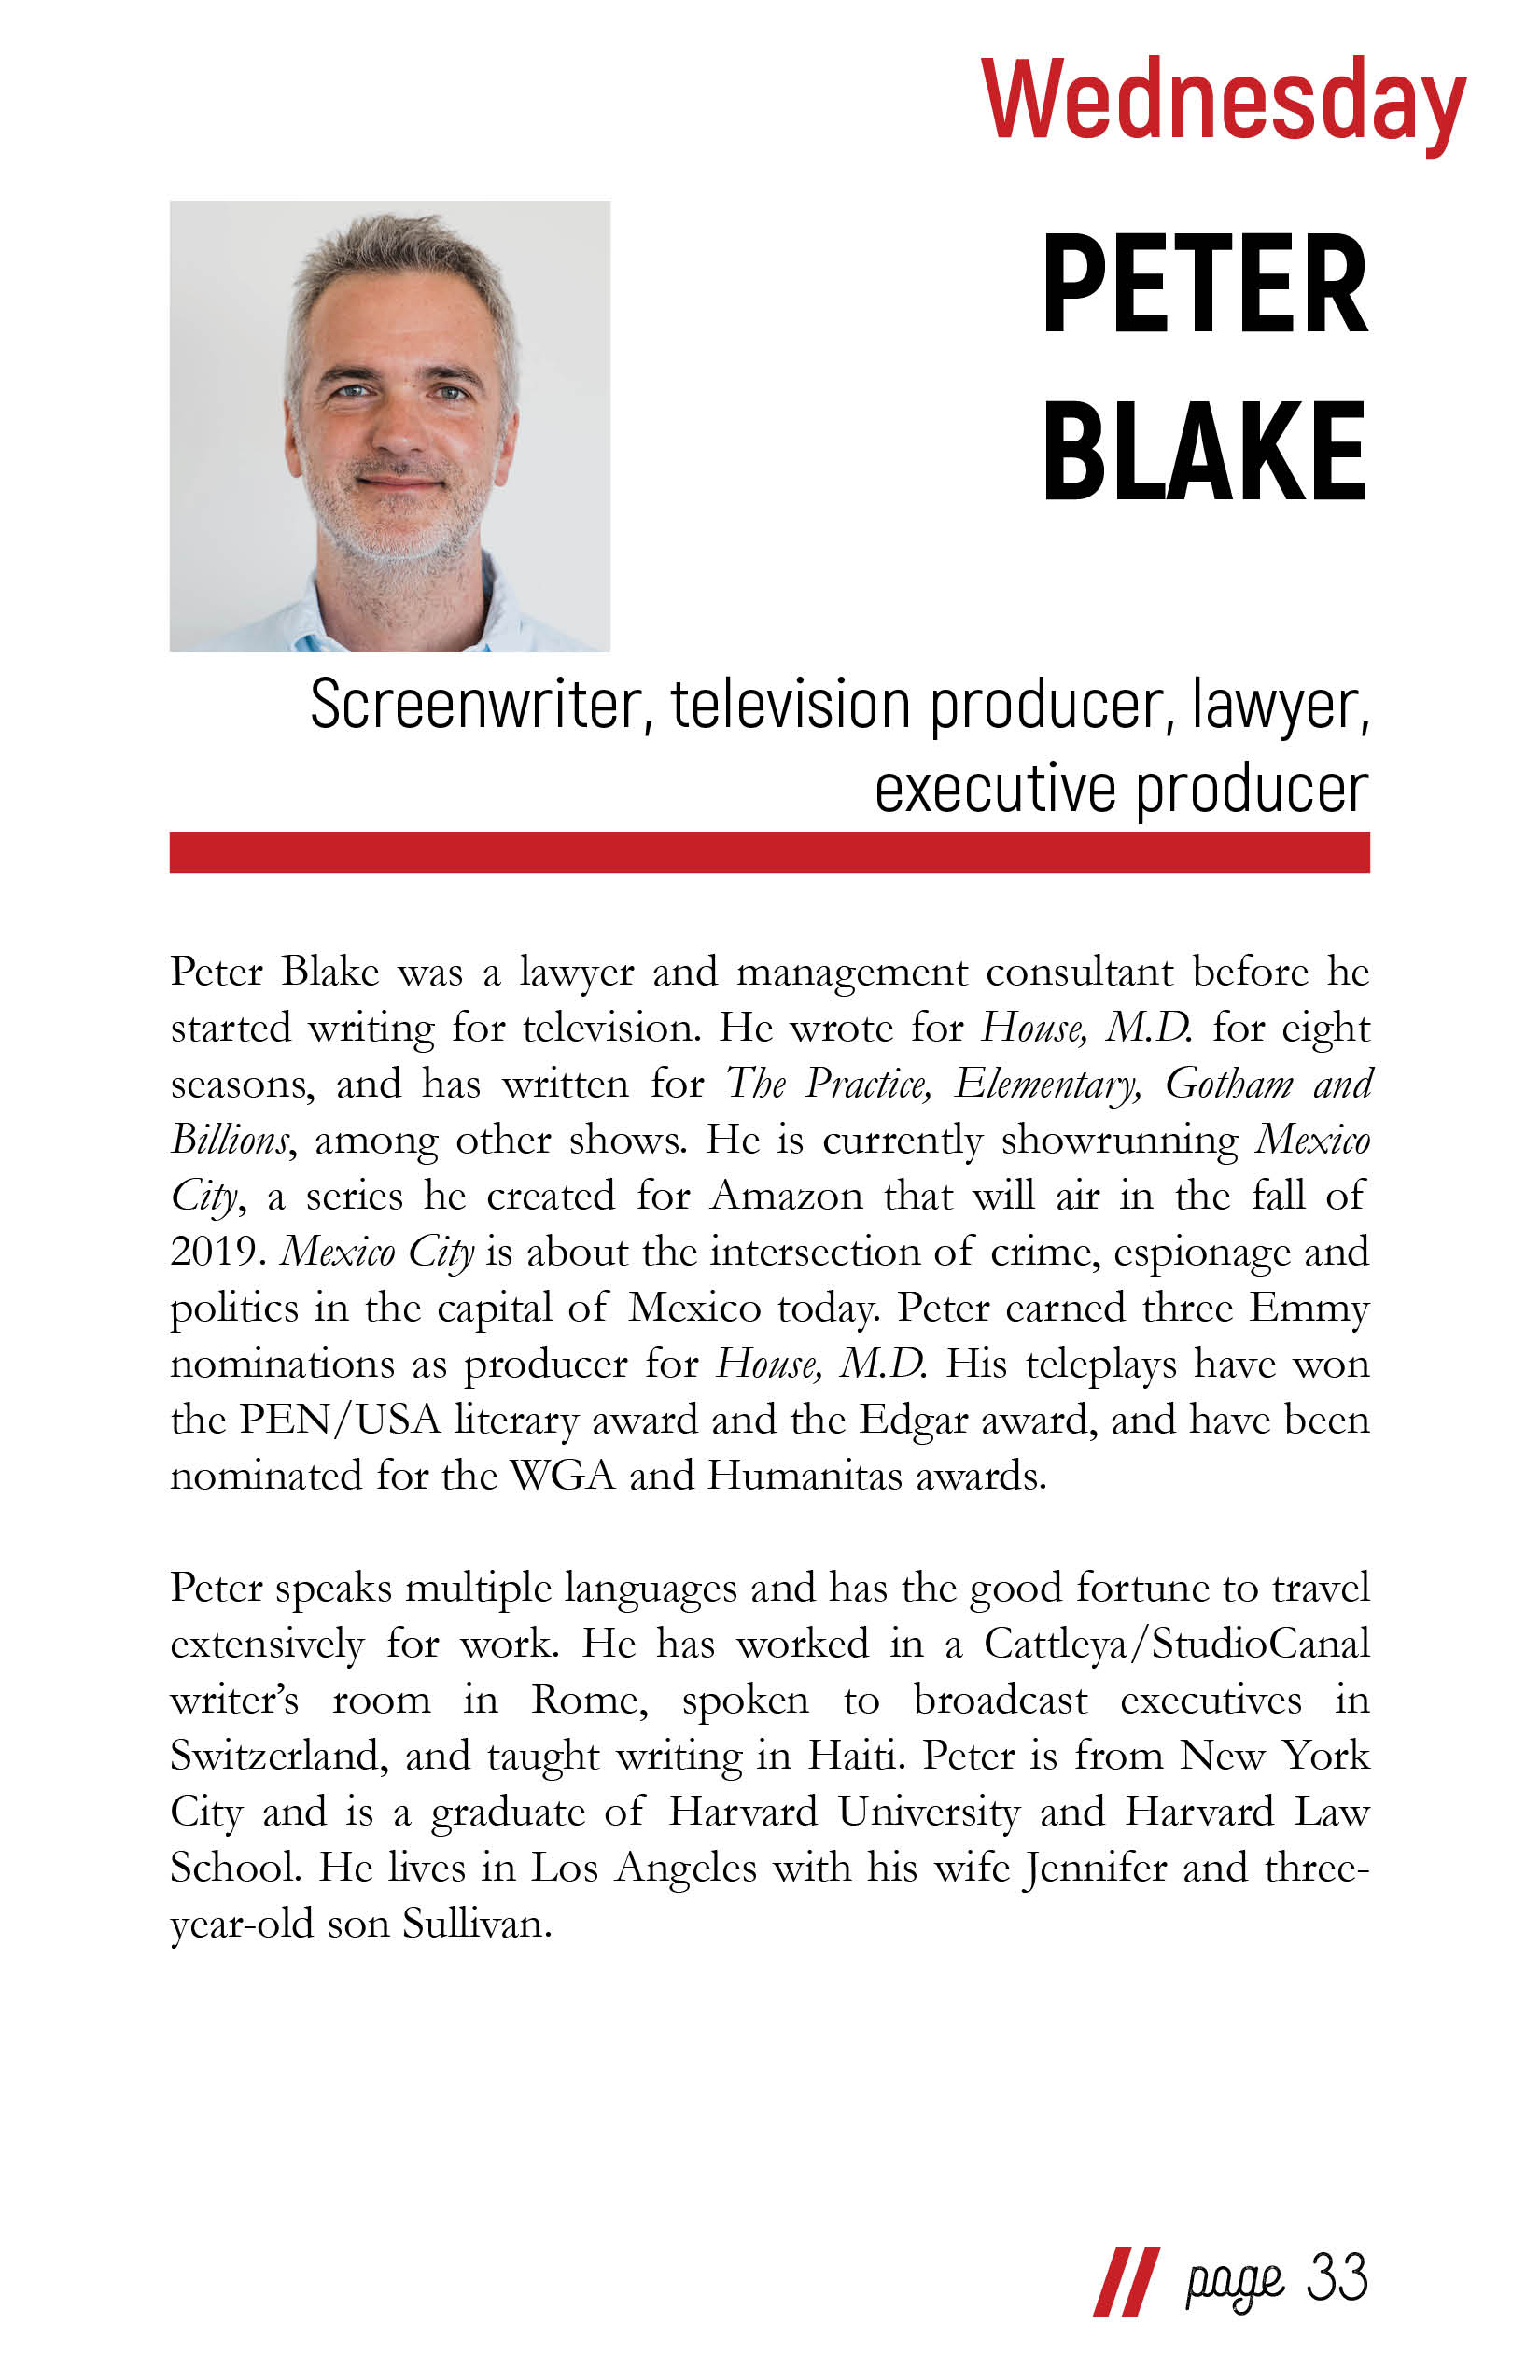 Wednesday
PETER
BLAKE
Screenwriter, television producer, lawyer,
executive producer
Peter Blake was a lawyer and management consultant before he
started writing for television. He wrote for House, M.D. for eight
seasons, and has written for The Practice, Elementary, Gotham and
Billions, among other shows. He is currently showrunning Mexico
City, a series he created for Amazon that will air in the fall of
2019. Mexico City is about the intersection of crime, espionage and
politics in the capital of Mexico today. Peter earned three Emmy
nominations as producer for House, M.D. His teleplays have won
the PEN/USA literary award and the Edgar award, and have been
nominated for the WGA and Humanitas awards.
Peter speaks multiple languages and has the good fortune to travel
extensively for work. He has worked in a Cattleya/StudioCanal
writer’s room in Rome, spoken to broadcast executives in
Switzerland, and taught writing in Haiti. Peter is from New York
City and is a graduate of Harvard University and Harvard Law
School. He lives in Los Angeles with his wife Jennifer and three-
year-old son Sullivan.
// page 33